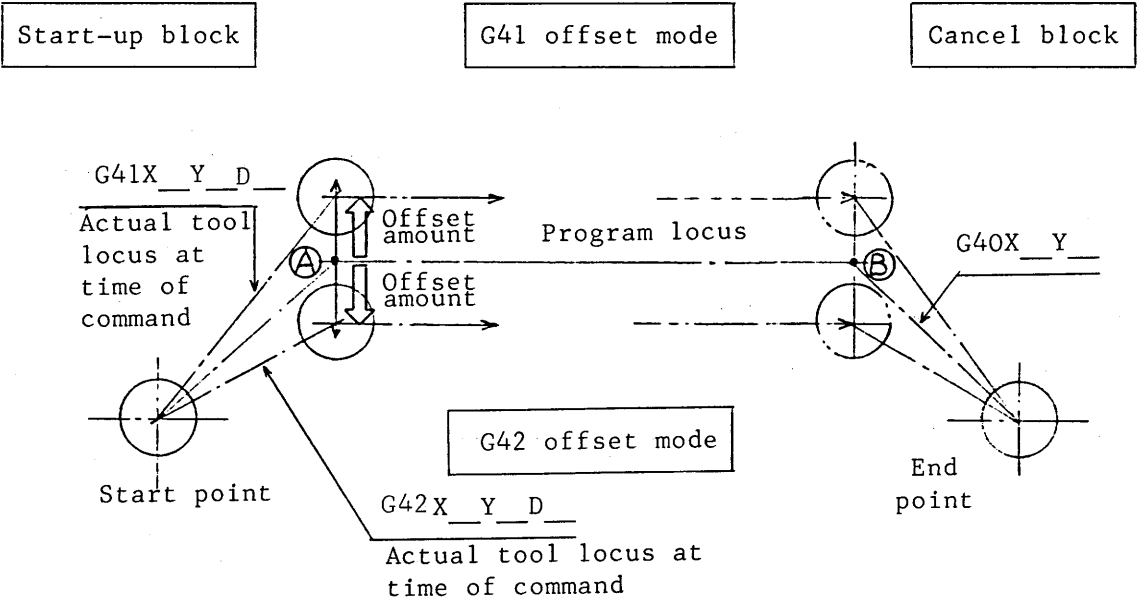 Start-up block
G41 offset mode
Cancel block
G41X__Y__D__
Actual tool
locus at
time of
command
Offset
amount
Program locus
A
B
G40X__Y__
Offset
amount
G42 offset mode
Start point
End
point
G42X__Y__D__
Actual tool locus at
time of command